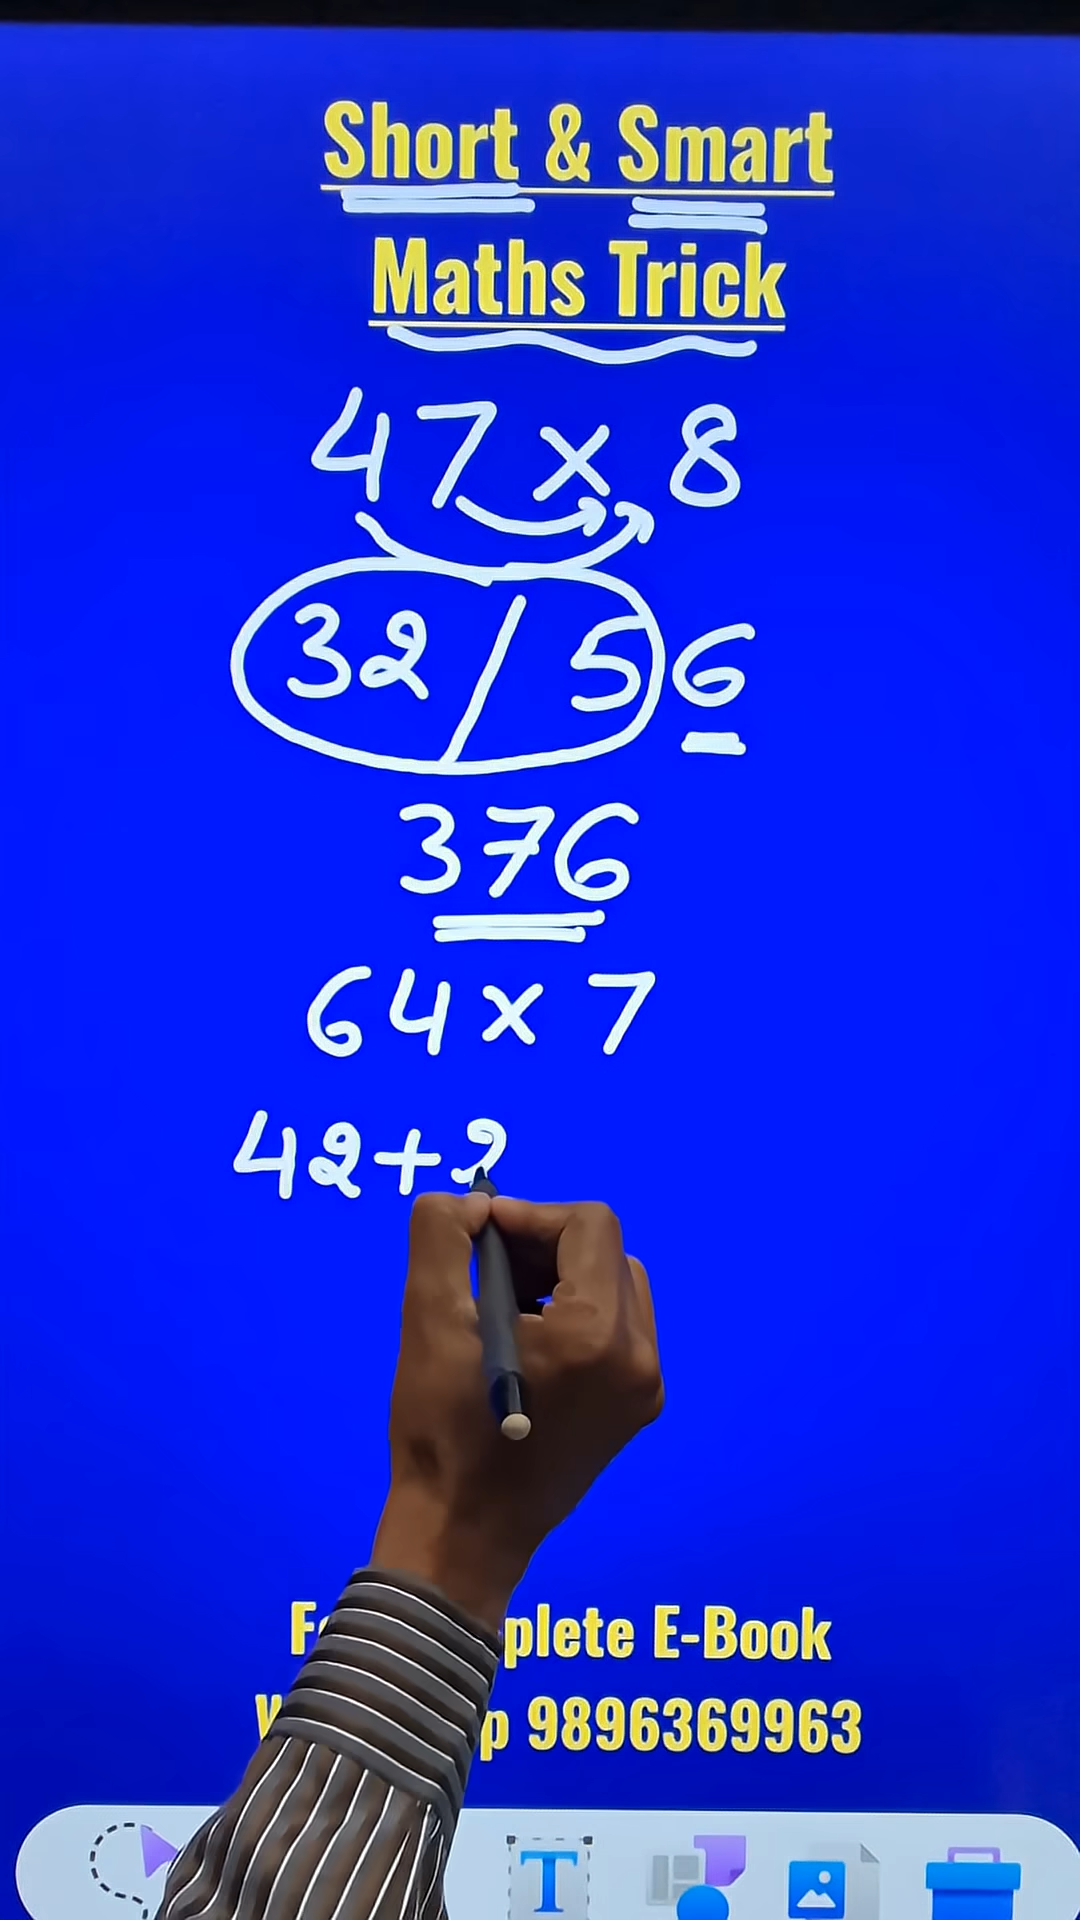 Short & Smart
Maths Trick
47 × 8
32 / 56
376
64 × 7
42 + 2
plete E-Book
p 9896369963
T